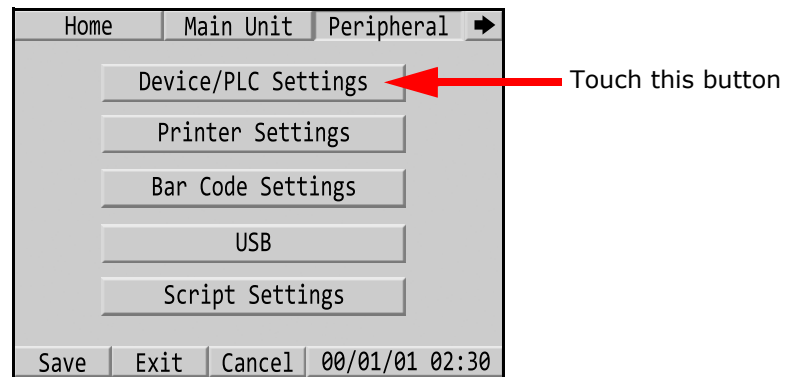 Home Main Unit Peripheral
Device/PLC Settings Touch this button
Printer Settings
Bar Code Settings
USB
Script Settings
Save Exit Cancel 00/01/01 02:30